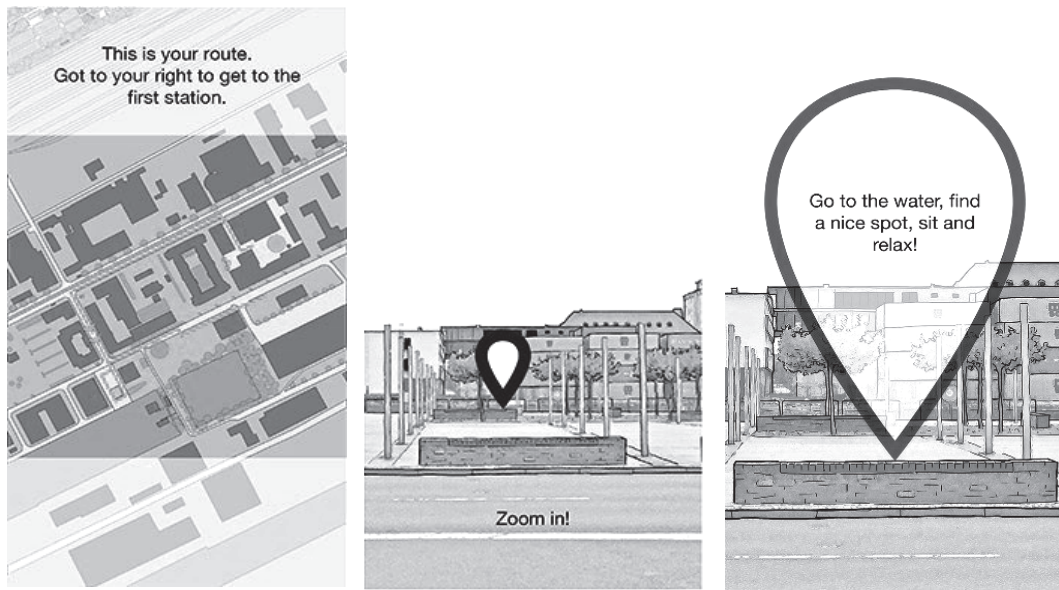 This is your route.
Got to your right to get to the
first station.
Zoom in!
Go to the water, find
a nice spot, sit and
relax!